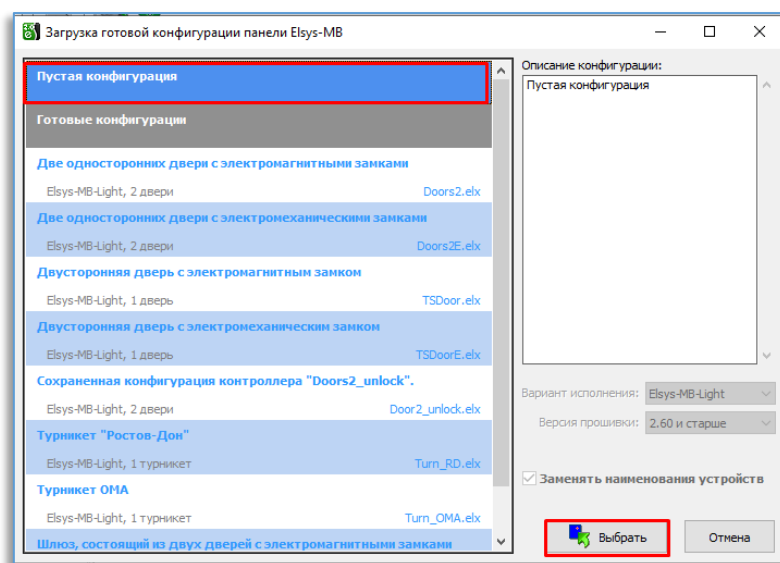 Загрузка готовой конфигурации панели Elsys-MB
Пустая конфигурация
Готовые конфигурации
Две односторонних двери с электромагнитными замками
Elsys-MB-Light, 2 двери Doors2.elx
Две односторонних двери с электромеханическими замками
Elsys-MB-Light, 2 двери Doors2E.elx
Двусторонняя дверь с электромагнитным замком
Elsys-MB-Light, 1 дверь TSDoor.elx
Двусторонняя дверь с электромеханическим замком
Elsys-MB-Light, 1 дверь TSDoorE.elx
Сохраненная конфигурация контроллера "Doors2_unlock".
Elsys-MB-Light, 2 двери Door2_unlock.elx
Турникет "Ростов-Дон"
Elsys-MB-Light, 1 турникет Turn_RD.elx
Турникет ОМА
Elsys-MB-Light, 1 турникет Turn_OMA.elx
Шлюз, состоящий из двух дверей с электромагнитными замками
Описание конфигурации:
Пустая конфигурация
Вариант исполнения: Elsys-MB-Light
Версия прошивки: 2.60 и старше
Заменять наименования устройств
Выбрать Отмена